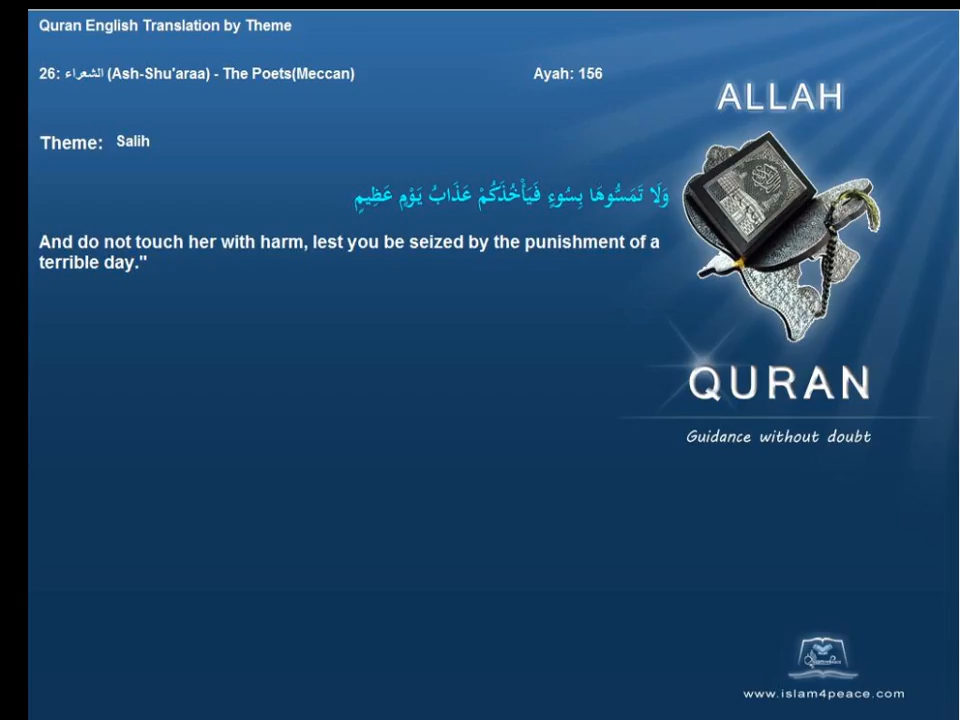 Quran English Translation by Theme
26: الشعراء (Ash-Shu'araa) - The Poets(Meccan) Ayah: 156
ALLAH
Theme: Salih
وَلَا تَمَسُّوهَا بِسُوءٍ فَيَأْخُذَكُمْ عَذَابُ يَوْمٍ عَظِيمٍ
And do not touch her with harm, lest you be seized by the punishment of a
terrible day."
QURAN
Guidance without doubt
www.islam4peace.com